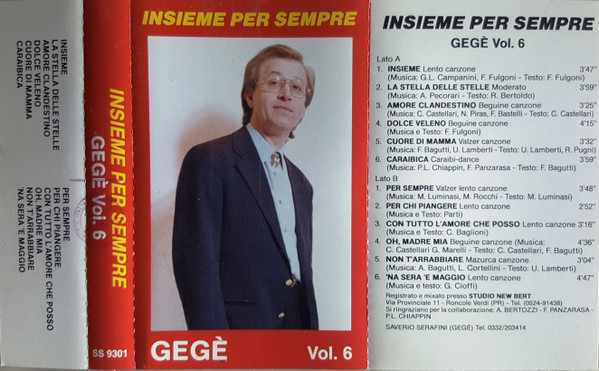 INSIEME
LA STELLA DELLE STELLE
AMORE CLANDESTINO
DOLCE VELENO
CUORE DI MAMMA
CARAIBICA
PER SEMPRE
PER CHI PIANGERE
CON TUTTO L'AMORE CHE POSSO
OH, MADRE MIA
NON T'ARRABBIARE
'NA SERA 'E MAGGIO
INSIEME PER SEMPRE
GEGÈ Vol. 6
SS 9301
INSIEME PER SEMPRE
GEGÈ Vol. 6
INSIEME PER SEMPRE
GEGÈ Vol. 6
Lato A
1. INSIEME Lento canzone 3'47"
(Musica: G.L. Campanini, F. Fulgoni - Testo: F. Fulgoni)
2. LA STELLA DELLE STELLE Moderato 3'59"
(Musica: A. Pecorari - Testo: R. Bertoldo)
3. AMORE CLANDESTINO Beguine canzone 3'25"
(Musica: C. Castellari, N. Piras, F. Bastelli - Testo: C. Castellari)
4. DOLCE VELENO Beguine canzone 4'15"
(Musica e Testo: F. Fulgoni)
5. CUORE DI MAMMA Valzer canzone 3'32"
(Musica: F. Bagutti, U. Lamberti - Testo: U. Lamberti, R. Pugni)
6. CARAIBICA Caraibi-dance 3'59"
(Musica: P.L. Chiappin, F. Panzarasa - Testo: F. Bagutti)
Lato B
1. PER SEMPRE Valzer lento canzone 3'48"
(Musica: M. Luminasi, M. Rocchi - Testo: M. Luminasi)
2. PER CHI PIANGERE Lento canzone 2'52"
(Musica e Testo: Parti)
3. CON TUTTO L'AMORE CHE POSSO Lento canzone 3'16"
(Musica e Testo: C. Baglioni)
4. OH, MADRE MIA Beguine canzone (Musica: 4'36"
C. Castellari G. Marelli - Testo: C. Castellari, F. Bagutti)
5. NON T'ARRABBIARE Mazurca canzone 3'04"
(Musica: A. Bagutti, L. Gortellini - Testo: U. Lamberti)
6. 'NA SERA 'E MAGGIO Lento canzone 4'47"
(Musica e testo: G. Cioffi)
Registrato e mixato presso STUDIO NEW BERT
Via Provinciale 11 - Roncole Verdi (PR) - Tel. (0524-91438)
Si ringraziano per la collaborazione: A. BERTOZZI - F. PANZARASA -
P.L. CHIAPPIN
SAVERIO SERAFINI (GEGÈ) Tel. 0332/203414